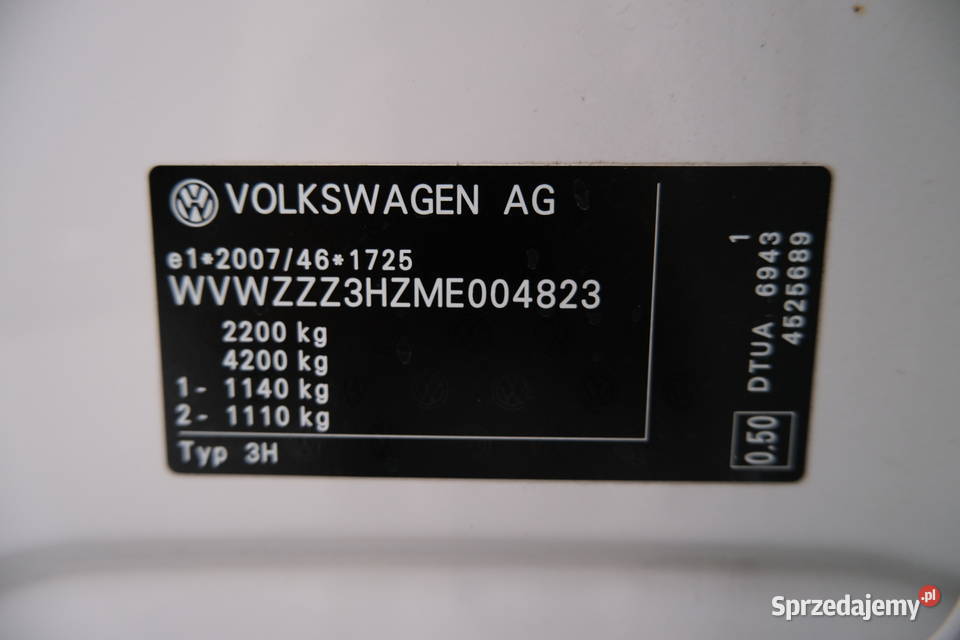 VOLKSWAGEN AG
e1*2007/46*1725
WVWZZZ3HZME004823
2200 kg
4200 kg
1- 1140 kg
2- 1110 kg
Typ 3H
1
DTUA 6943
4525689
0.50
Sprzedajemy.pl